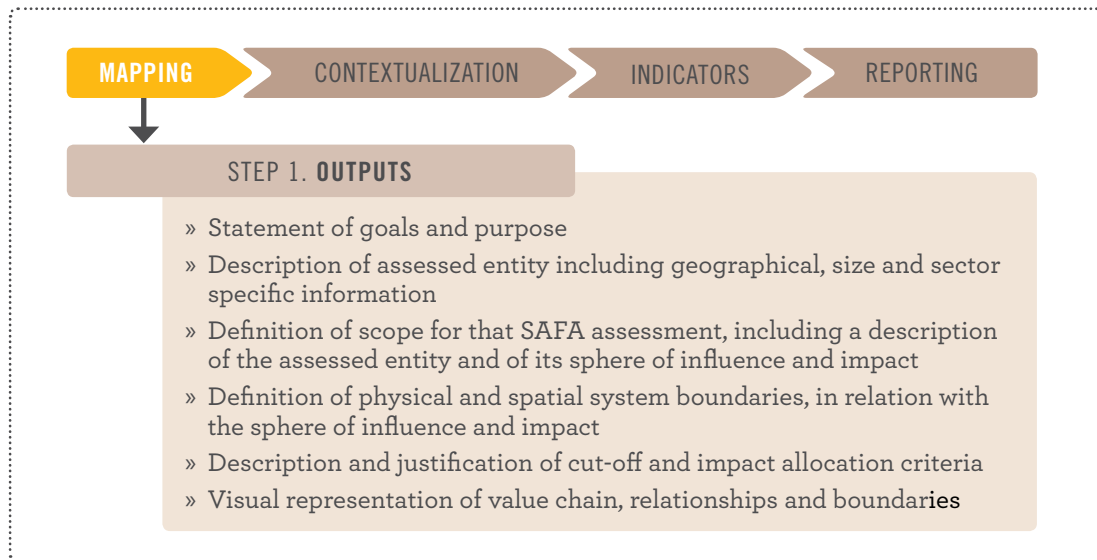 MAPPING CONTEXTUALIZATION INDICATORS REPORTING
STEP 1. OUTPUTS
» Statement of goals and purpose
» Description of assessed entity including geographical, size and sector
specific information
» Definition of scope for that SAFA assessment, including a description
of the assessed entity and of its sphere of influence and impact
» Definition of physical and spatial system boundaries, in relation with
the sphere of influence and impact
» Description and justification of cut-off and impact allocation criteria
» Visual representation of value chain, relationships and boundaries